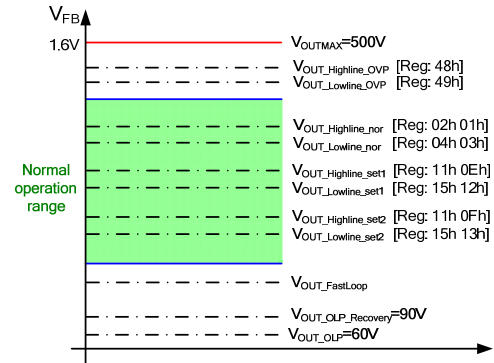 VFB
1.6V
VOUTMAX=500V
VOUT_Highline_OVP [Reg: 48h]
VOUT_Lowline_OVP [Reg: 49h]
VOUT_Highline_nor [Reg: 02h 01h]
VOUT_Lowline_nor [Reg: 04h 03h]
Normal
operation
range
VOUT_Highline_set1 [Reg: 11h 0Eh]
VOUT_Lowline_set1 [Reg: 15h 12h]
VOUT_Highline_set2 [Reg: 11h 0Fh]
VOUT_Lowline_set2 [Reg: 15h 13h]
VOUT_FastLoop
VOUT_OLP_Recovery=90V
VOUT_OLP=60V